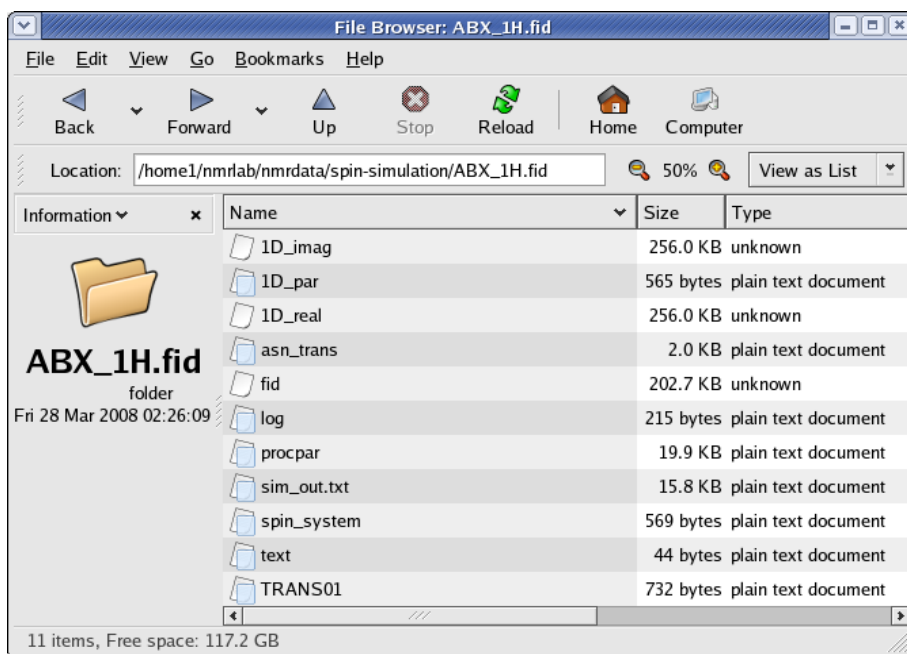 File Browser: ABX_1H.fid
File Edit View Go Bookmarks Help
Back Forward Up Stop Reload Home Computer
Location: /home1/nmrlab/nmrdata/spin-simulation/ABX_1H.fid 50% View as List
Information Name Size Type
1D_imag 256.0 KB unknown
1D_par 565 bytes plain text document
1D_real 256.0 KB unknown
asn_trans 2.0 KB plain text document
fid 202.7 KB unknown
log 215 bytes plain text document
procpar 19.9 KB plain text document
sim_out.txt 15.8 KB plain text document
spin_system 569 bytes plain text document
text 44 bytes plain text document
TRANS01 732 bytes plain text document
ABX_1H.fid
folder
Fri 28 Mar 2008 02:26:09
11 items, Free space: 117.2 GB